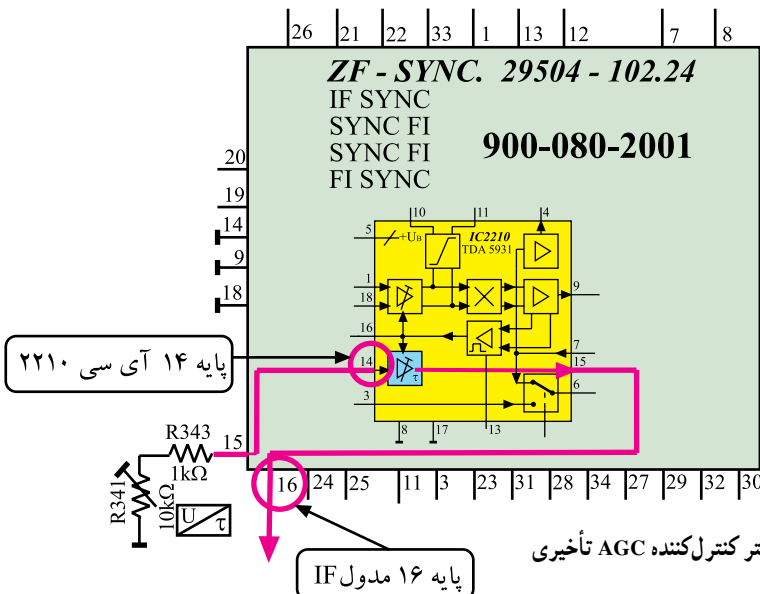 26 21 22 33 1 13 12 7 8
ZF - SYNC. 29504 - 102.24
IF SYNC
SYNC FI
SYNC FI
FI SYNC
900-080-2001
20
19
14
9
18
10 11 4
5 +UB IC2210
TDA 5931
1
18
9
16
7
14
15
τ
6
3
8 17 13
پایه ۱۴ آی سی ۲۲۱۰
R343
15
1kΩ
R341
10kΩ
U τ
16 24 25 11 3 23 31 28 34 27 29 32 30
تر کنترل‌کننده AGC تأخیری
پایه ۱۶ مدول IF